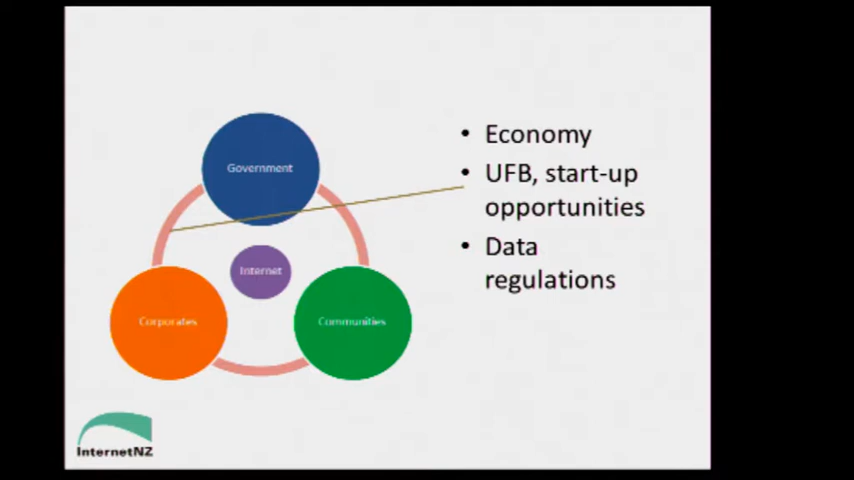 Government
Internet
Corporates
Communities
• Economy
• UFB, start-up
opportunities
• Data
regulations
InternetNZ